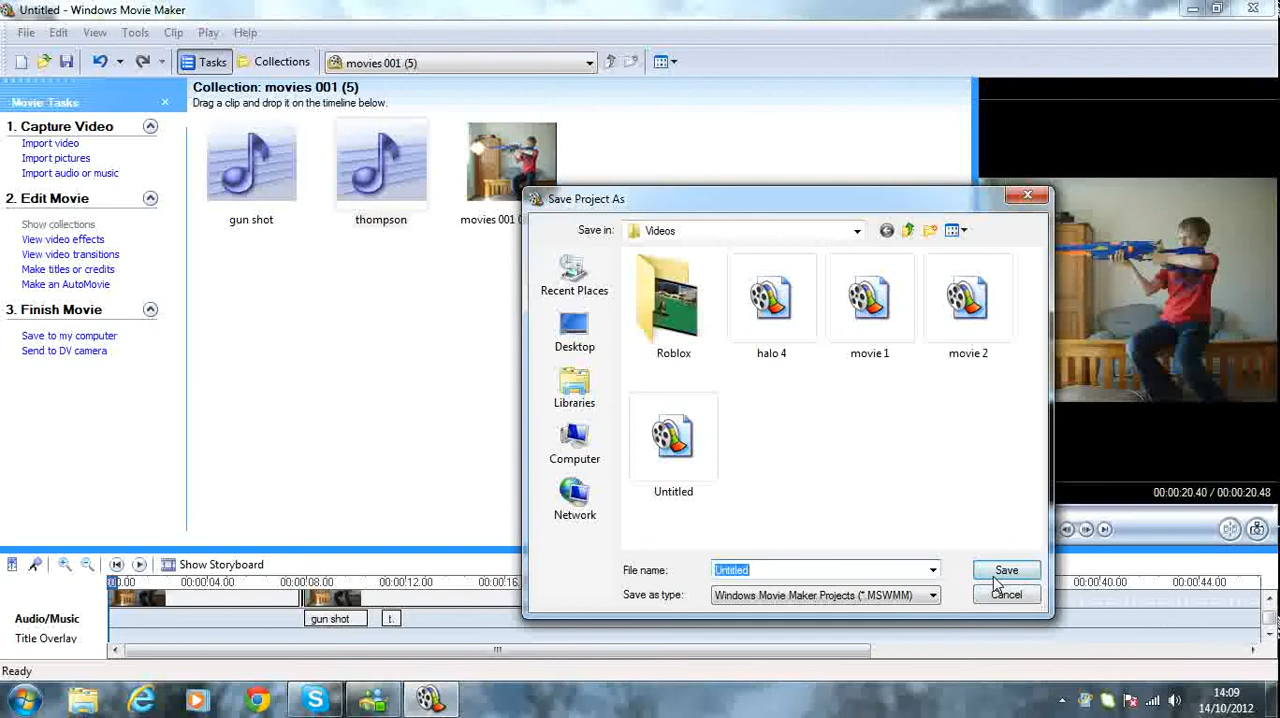 Untitled - Windows Movie Maker
File Edit View Tools Clip Play Help
Tasks Collections movies 001 (5)
Movie Tasks
1. Capture Video
Import video
Import pictures
Import audio or music
2. Edit Movie
Show collections
View video effects
View video transitions
Make titles or credits
Make an AutoMovie
3. Finish Movie
Save to my computer
Send to DV camera
Collection: movies 001 (5)
Drag a clip and drop it on the timeline below.
gun shot thompson movies 001
Save Project As
Save in: Videos
Recent Places
Desktop
Libraries
Computer
Network
Roblox halo 4 movie 1 movie 2
Untitled
File name: Untitled Save
Save as type: Windows Movie Maker Projects (*.MSWMM) Cancel
00:00:20.40 / 00:00:20.48
Show Storyboard
00:00:04.00 00:00:12.00 00:00:40.00 00:00:44.00
Audio/Music gun shot t.
Title Overlay
Ready
14:09
14/10/2012